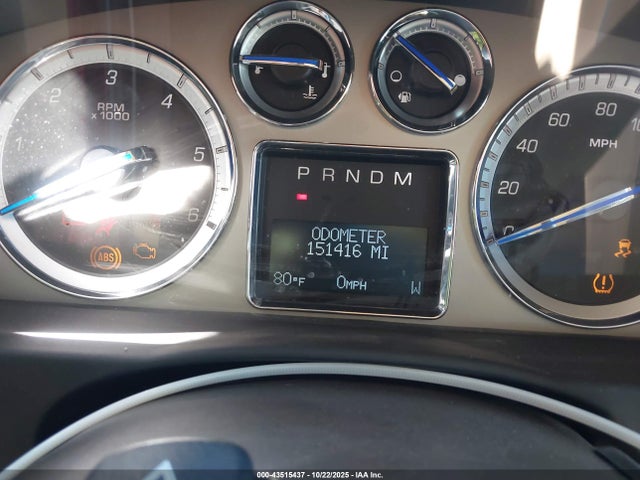 1 2 3 4 5 6
RPM
x1000
0 20 40 60 80
MPH
P R N D M
ODOMETER
151416 MI
80°F 0MPH W
ABS
000-43515437 - 10/22/2025 - IAA Inc.